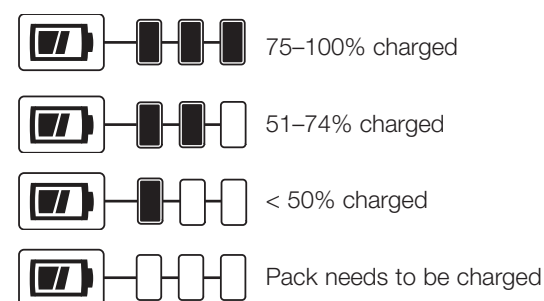 75–100% charged
51–74% charged
< 50% charged
Pack needs to be charged